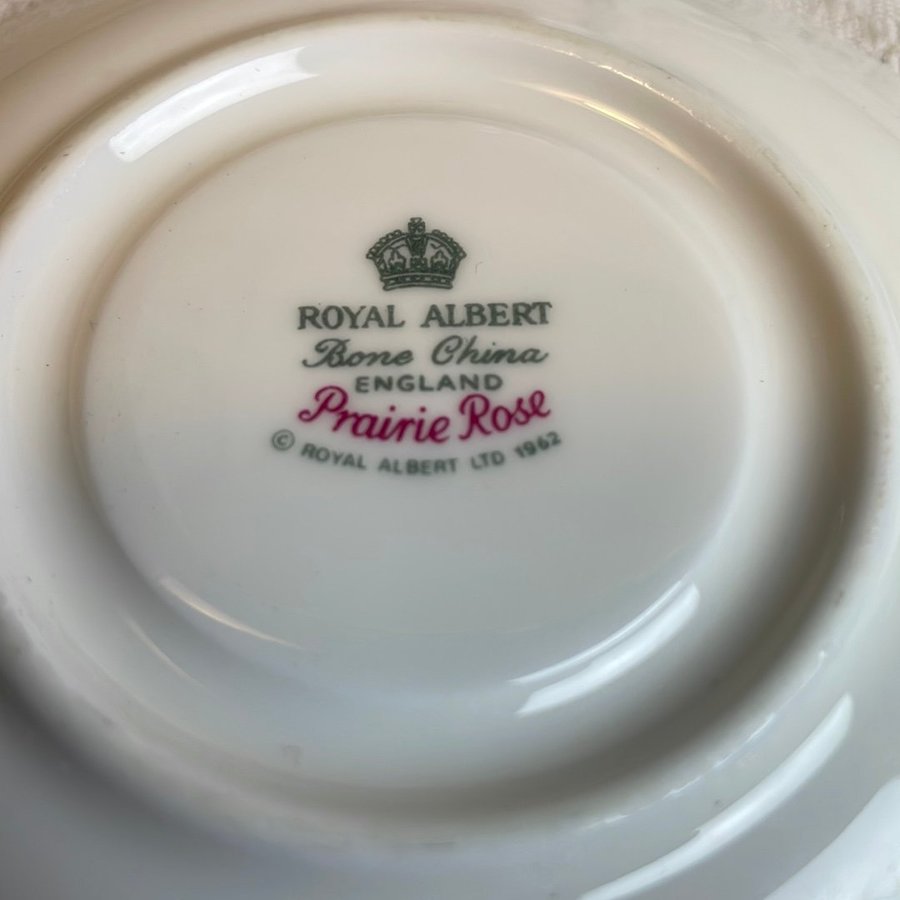 ROYAL ALBERT
Bone China
ENGLAND
Prairie Rose
© ROYAL ALBERT LTD 1962